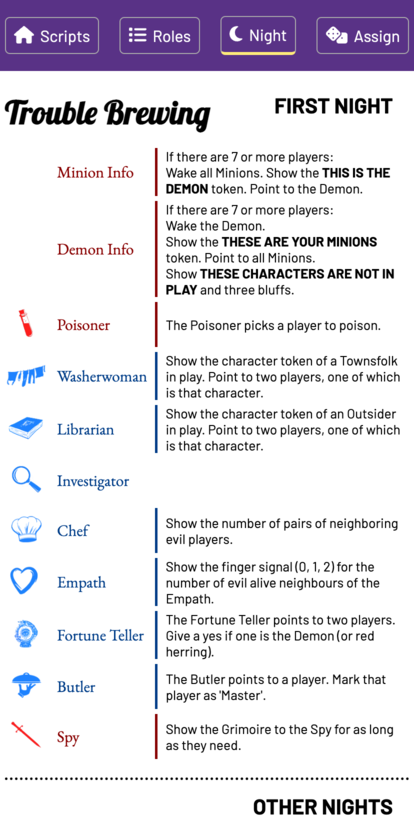 Scripts
Roles
Night
Assign
Trouble Brewing
FIRST NIGHT
Minion Info
If there are 7 or more players:
Wake all Minions. Show the THIS IS THE
DEMON token. Point to the Demon.
Demon Info
If there are 7 or more players:
Wake the Demon.
Show the THESE ARE YOUR MINIONS
token. Point to all Minions.
Show THESE CHARACTERS ARE NOT IN
PLAY and three bluffs.
Poisoner
The Poisoner picks a player to poison.
Washerwoman
Show the character token of a Townsfolk
in play. Point to two players, one of which
is that character.
Librarian
Show the character token of an Outsider
in play. Point to two players, one of which
is that character.
Investigator
Chef
Show the number of pairs of neighboring
evil players.
Empath
Show the finger signal (0, 1, 2) for the
number of evil alive neighbours of the
Empath.
Fortune Teller
The Fortune Teller points to two players.
Give a yes if one is the Demon (or red
herring).
Butler
The Butler points to a player. Mark that
player as 'Master'.
Spy
Show the Grimoire to the Spy for as long
as they need.
OTHER NIGHTS